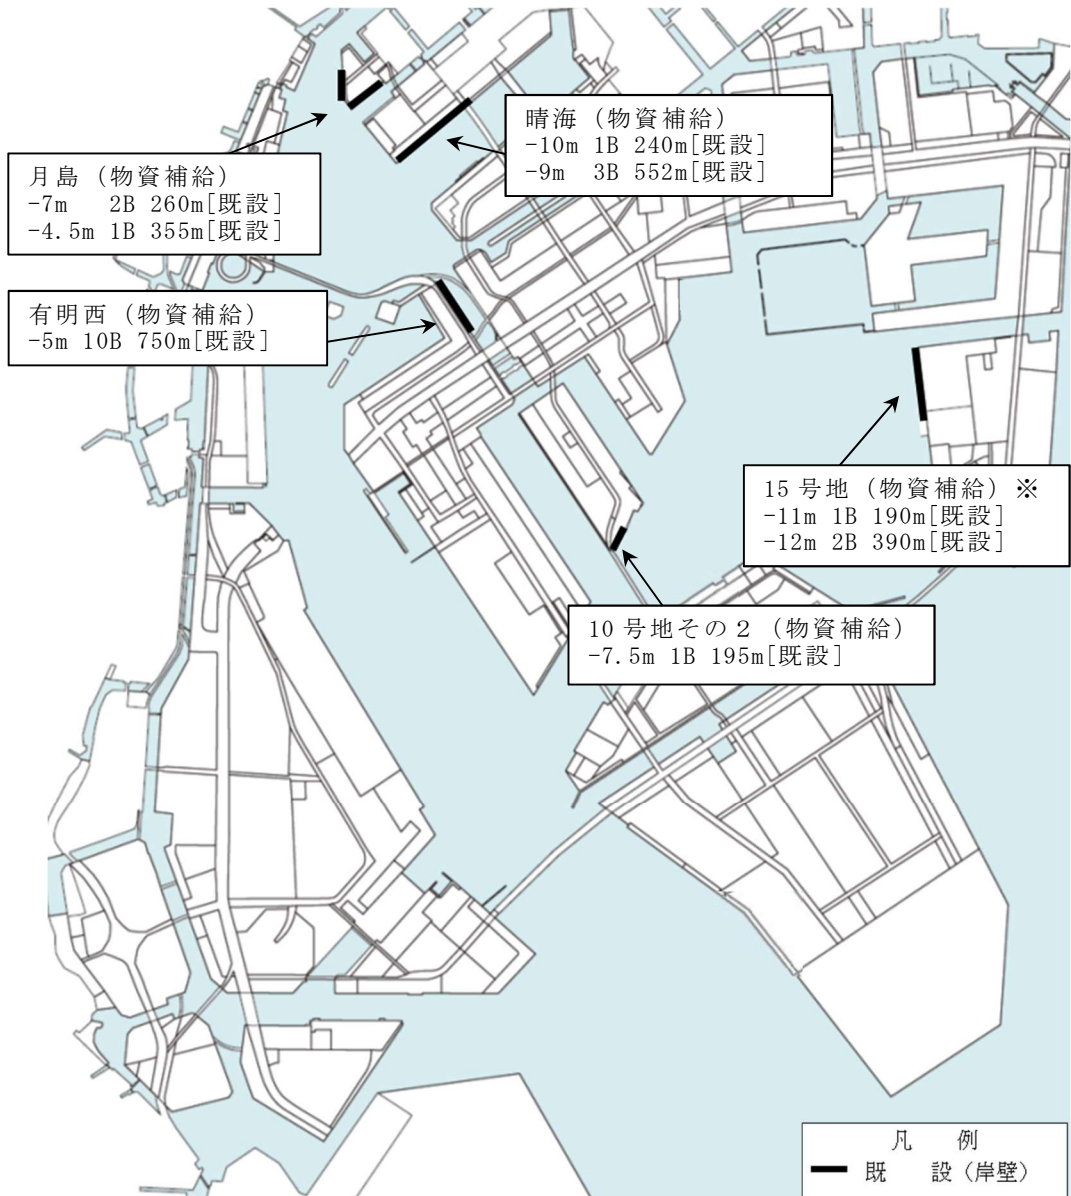 晴海（物資補給）
-10m 1B 240m[既設]
-9m 3B 552m[既設]
月島（物資補給）
-7m 2B 260m[既設]
-4.5m 1B 355m[既設]
有明西（物資補給）
-5m 10B 750m[既設]
15号地（物資補給）※
-11m 1B 190m[既設]
-12m 2B 390m[既設]
10号地その２（物資補給）
-7.5m 1B 195m[既設]
凡 例
既 設（岸壁）